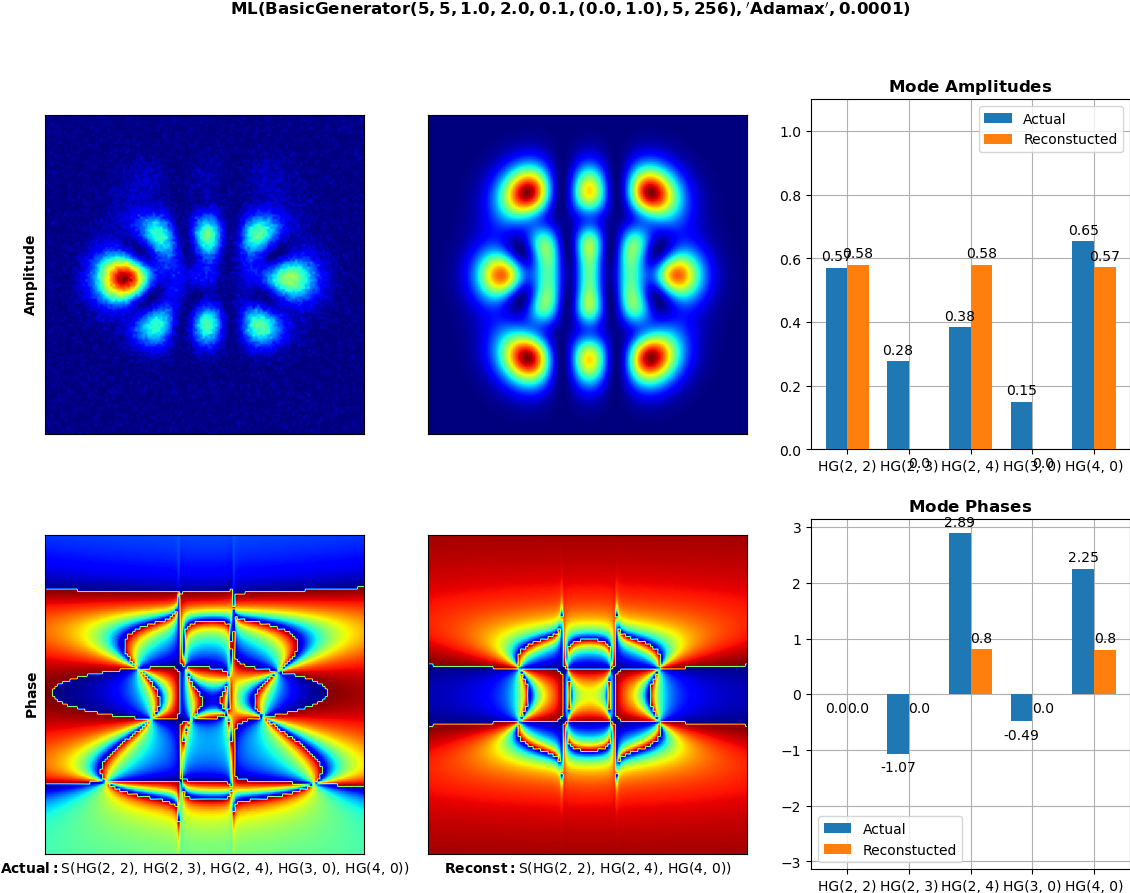 ML(BasicGenerator(5, 5, 1.0, 2.0, 0.1, (0.0, 1.0), 5, 256), ′Adamax′, 0.0001)
Amplitude
Mode Amplitudes
Actual
Reconstucted
1.0
0.8
0.6
0.4
0.2
0.0
0.57
0.58
0.28
0.0
0.38
0.58
0.15
0.0
0.65
0.57
HG(2, 2)
HG(2, 3)
HG(2, 4)
HG(3, 0)
HG(4, 0)
Phase
Actual: S(HG(2, 2), HG(2, 3), HG(2, 4), HG(3, 0), HG(4, 0))
Reconst: S(HG(2, 2), HG(2, 4), HG(4, 0))
Mode Phases
3
2
1
0
−1
−2
−3
0.0
0.0
-1.07
0.0
2.89
0.8
-0.49
0.0
2.25
0.8
Actual
Reconstucted
HG(2, 2)
HG(2, 3)
HG(2, 4)
HG(3, 0)
HG(4, 0)